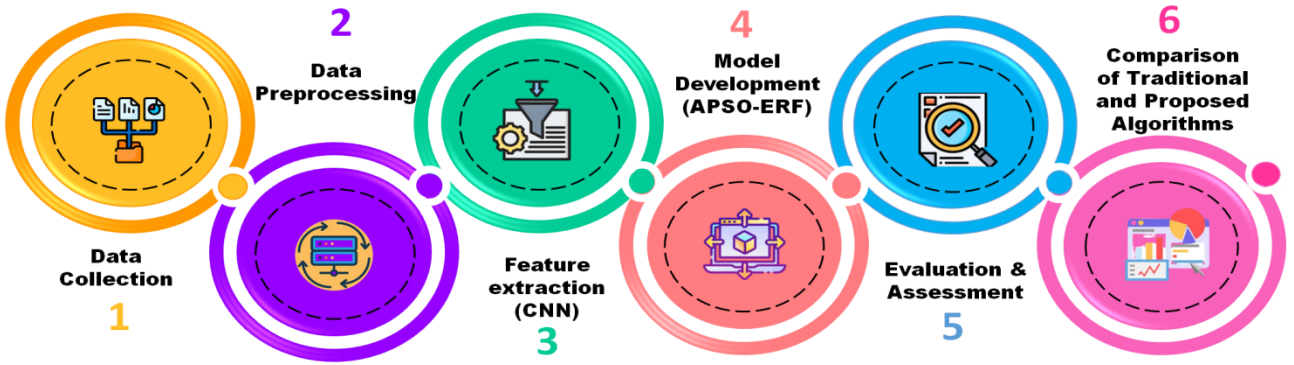 Data
Collection
1
2
Data
Preprocessing
Feature
extraction
(CNN)
3
4
Model
Development
(APSO-ERF)
Evaluation &
Assessment
5
6
Comparison
of Traditional
and Proposed
Algorithms